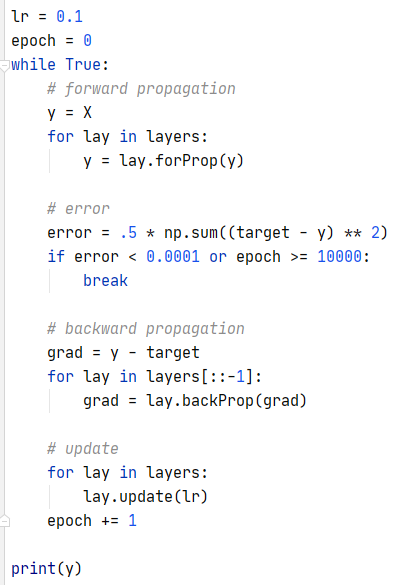 lr = 0.1
epoch = 0
while True:
    # forward propagation
    y = X
    for lay in layers:
        y = lay.forProp(y)

    # error
    error = .5 * np.sum((target - y) ** 2)
    if error < 0.0001 or epoch >= 10000:
        break

    # backward propagation
    grad = y - target
    for lay in layers[::-1]:
        grad = lay.backProp(grad)

    # update
    for lay in layers:
        lay.update(lr)
    epoch += 1

print(y)